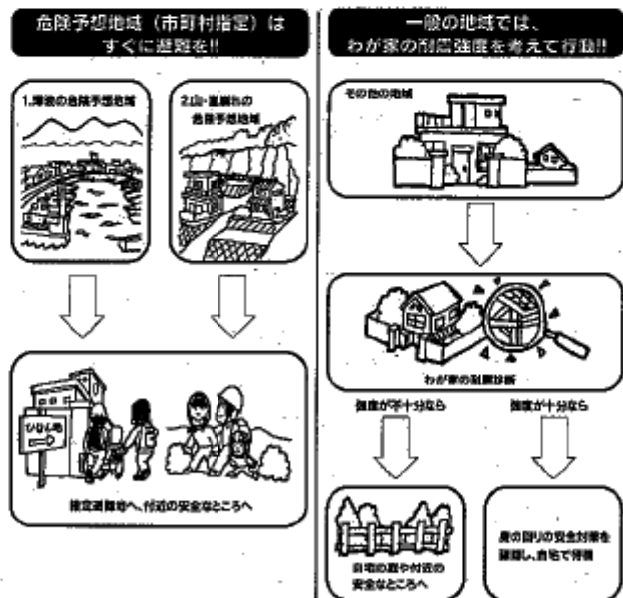 危険予想地域（市町村指定）は
すぐに避難を!!
1.津波の危険予想地域
2.山・崖崩れの
危険予想地域
ひなん地
指定避難地へ、付近の安全なところへ
一般の地域では、
わが家の耐震強度を考えて行動!!
その他の地域
わが家の耐震診断
強度が不十分なら
強度が十分なら
自宅の庭や付近の
安全なところへ
身の回りの安全対策を
確認し、自宅で待機